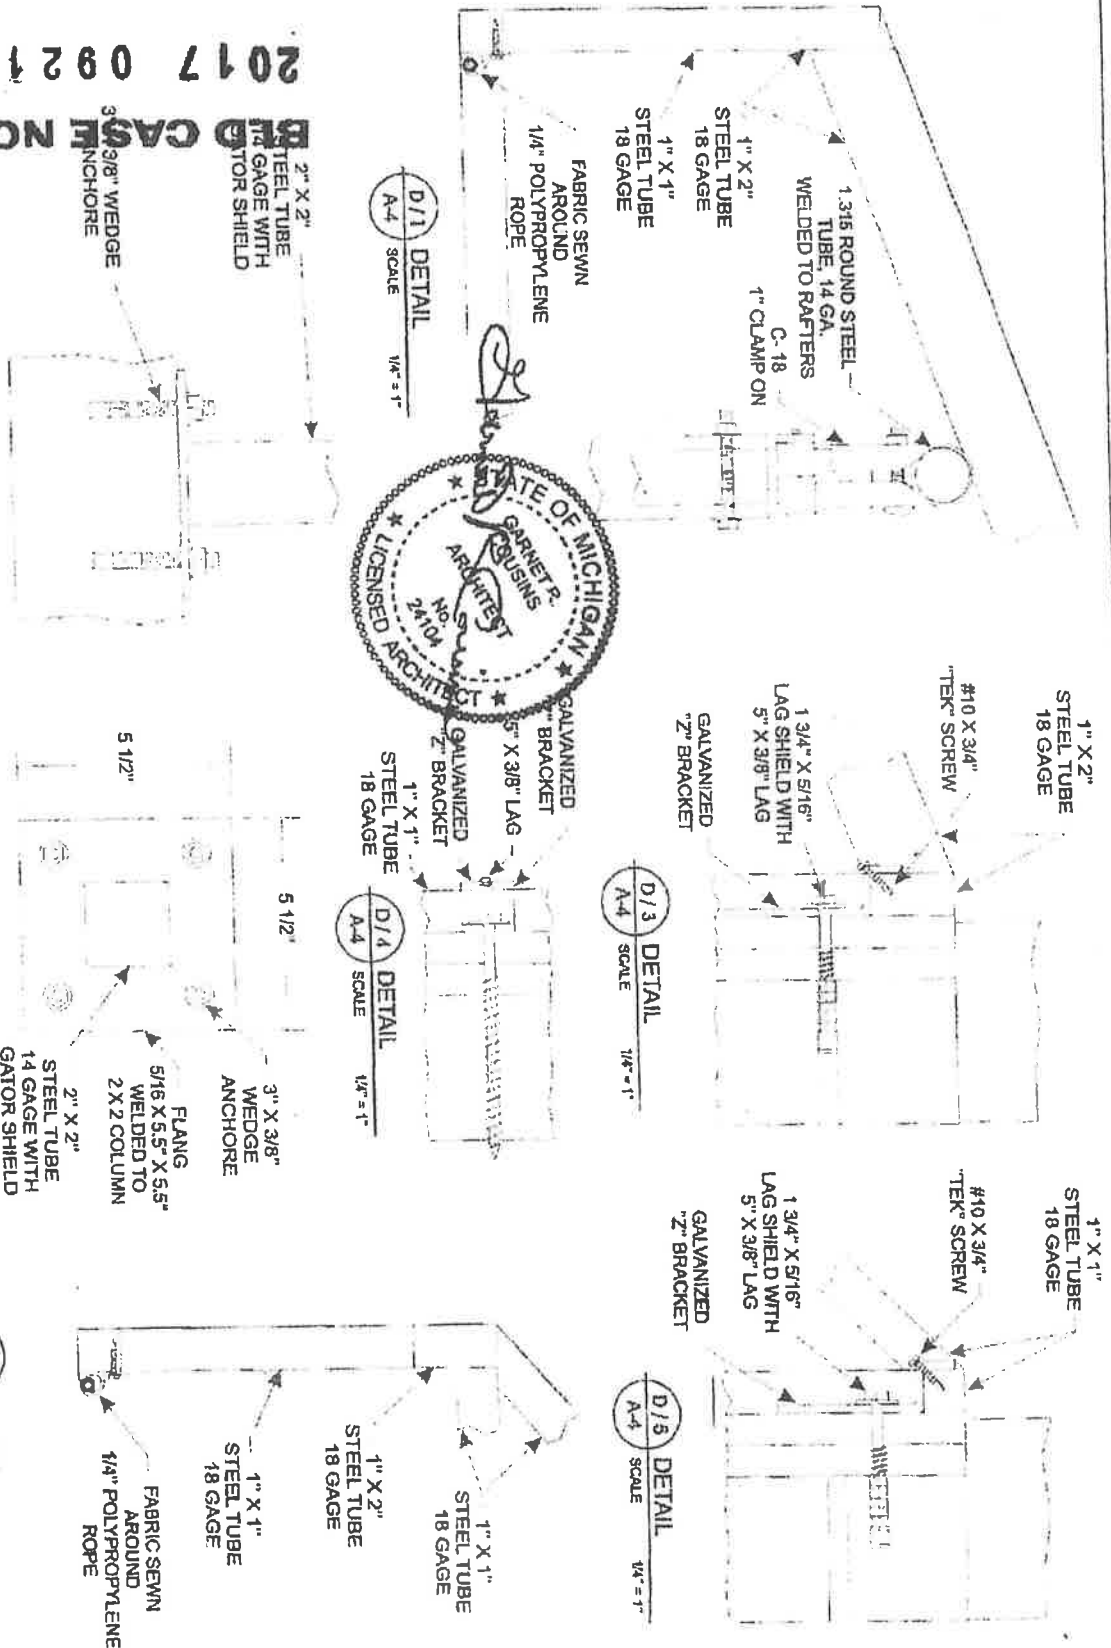 1" X 2"
STEEL TUBE
18 GAGE
#10 X 3/4"
"TEK" SCREW
1 3/4" X 5/16"
LAG SHIELD WITH
5" X 3/8" LAG
GALVANIZED
"Z" BRACKET
D/3 DETAIL
A-4 SCALE 1/4" = 1"
1" X 1"
STEEL TUBE
18 GAGE
#10 X 3/4"
"TEK" SCREW
1 3/4" X 5/16"
LAG SHIELD WITH
5" X 3/8" LAG
GALVANIZED
"Z" BRACKET
D/5 DETAIL
A-4 SCALE 1/4" = 1"
1.315 ROUND STEEL
TUBE, 14 GA.
WELDED TO RAFTERS
C-18
1" CLAMP ON
1" X 2"
STEEL TUBE
18 GAGE
1" X 1"
STEEL TUBE
18 GAGE
FABRIC SEWN
AROUND
1/4" POLYPROPYLENE
ROPE
D/1 DETAIL
A-4 SCALE 1/4" = 1"
STATE OF MICHIGAN
GARNET R.
COUSINS
ARCHITECT
No.
24104
LICENSED ARCHITECT
GALVANIZED
"Z" BRACKET
5" X 3/8" LAG
GALVANIZED
"Z" BRACKET
1" X 1"
STEEL TUBE
18 GAGE
D/4 DETAIL
A-4 SCALE 1/4" = 1"
1" X 1"
STEEL TUBE
18 GAGE
1" X 2"
STEEL TUBE
18 GAGE
1" X 1"
STEEL TUBE
18 GAGE
FABRIC SEWN
AROUND
1/4" POLYPROPYLENE
ROPE
2" X 2"
STEEL TUBE
14 GAGE WITH
GATOR SHIELD
3/8" WEDGE
ANCHORE
5 1/2"
5 1/2"
3" X 3/8"
WEDGE
ANCHORE
FLANG
5/16 X 5.5" X 5.5"
WELDED TO
2 X 2 COLUMN
2" X 2"
STEEL TUBE
14 GAGE WITH
GATOR SHIELD
BLD CASE NO
2017 0921